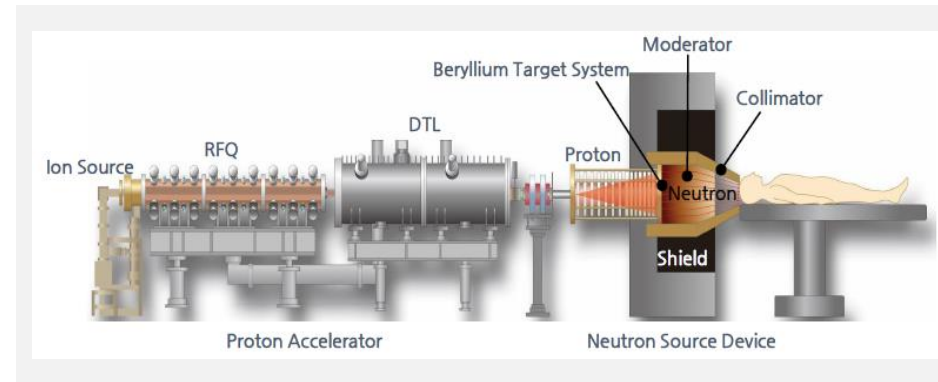 Moderator
Beryllium Target System
Collimator
DTL
RFQ
Proton
Ion Source
Neutron
Shield
Proton Accelerator
Neutron Source Device